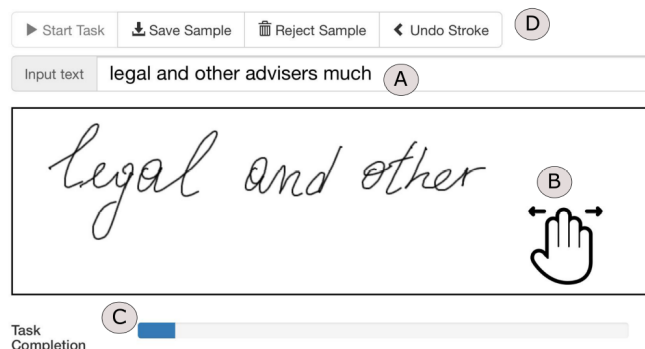 Start Task Save Sample Reject Sample Undo Stroke D
Input text legal and other advisers much A
legal and other
B
C
Task
Completion